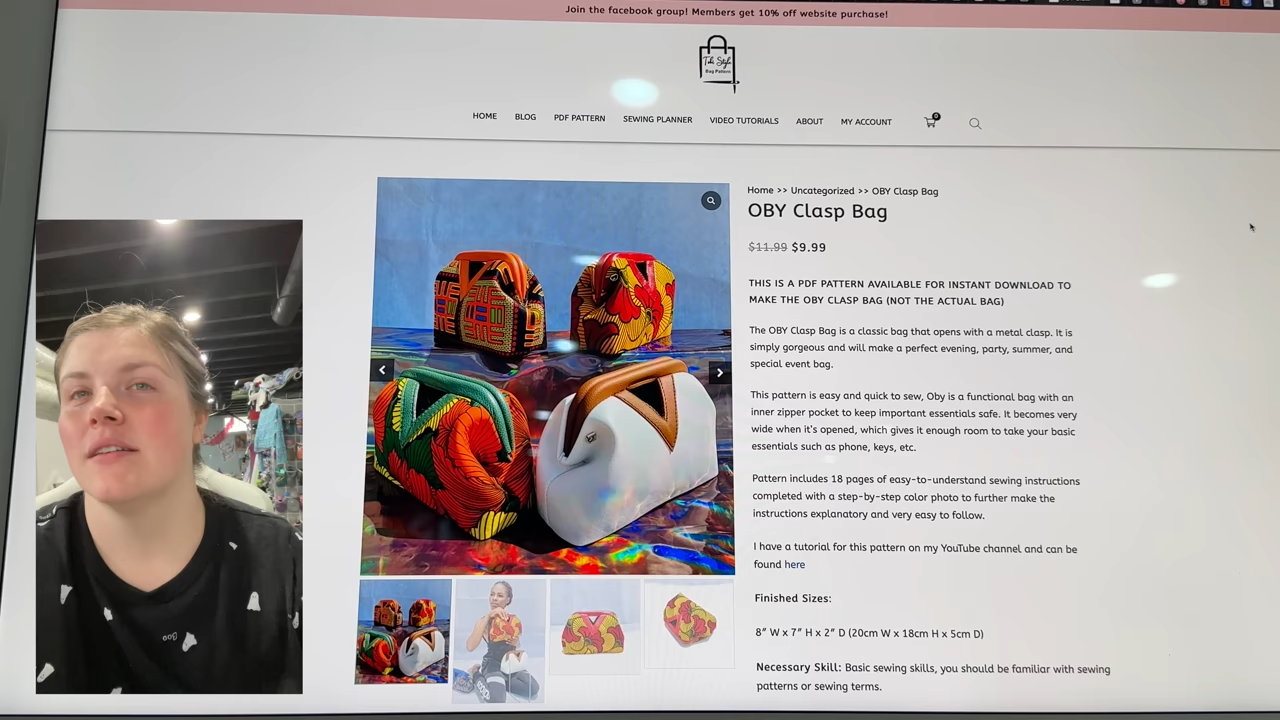 Join the facebook group! Members get 10% off website purchase!
Tobi Style
Bag Pattern
HOME BLOG PDF PATTERN SEWING PLANNER VIDEO TUTORIALS ABOUT MY ACCOUNT 0
Home >> Uncategorized >> OBY Clasp Bag
OBY Clasp Bag
$11.99 $9.99
THIS IS A PDF PATTERN AVAILABLE FOR INSTANT DOWNLOAD TO
MAKE THE OBY CLASP BAG (NOT THE ACTUAL BAG)
The OBY Clasp Bag is a classic bag that opens with a metal clasp. It is
simply gorgeous and will make a perfect evening, party, summer, and
special event bag.
This pattern is easy and quick to sew, Oby is a functional bag with an
inner zipper pocket to keep important essentials safe. It becomes very
wide when it's opened, which gives it enough room to take your basic
essentials such as phone, keys, etc.
Pattern includes 18 pages of easy-to-understand sewing instructions
completed with a step-by-step color photo to further make the
instructions explanatory and very easy to follow.
I have a tutorial for this pattern on my YouTube channel and can be
found here
Finished Sizes:
8" W x 7" H x 2" D (20cm W x 18cm H x 5cm D)
Necessary Skill: Basic sewing skills, you should be familiar with sewing
patterns or sewing terms.
Boo